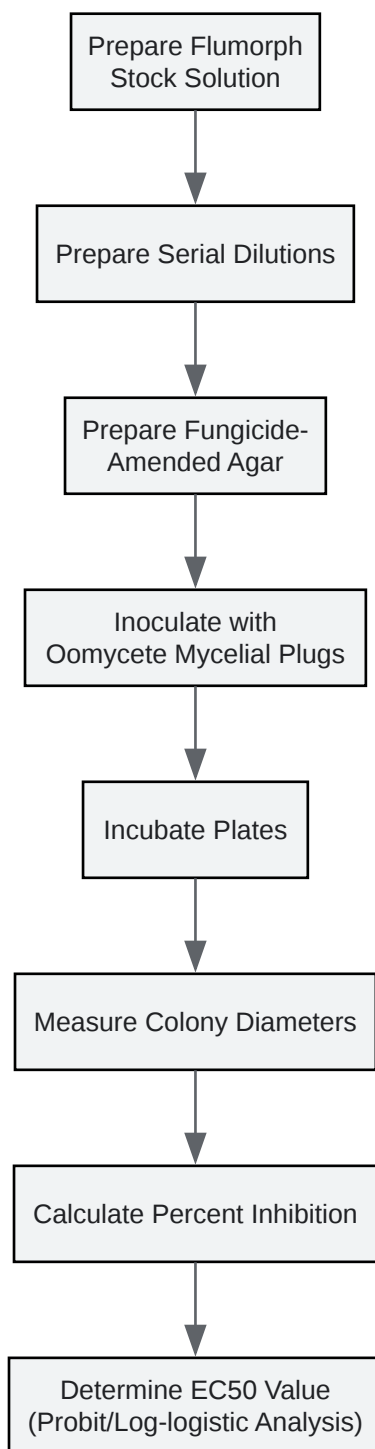 Prepare Flumorph
Stock Solution
Prepare Serial Dilutions
Prepare Fungicide-
Amended Agar
Inoculate with
Oomycete Mycelial Plugs
Incubate Plates
Measure Colony Diameters
Calculate Percent Inhibition
Determine EC50 Value
(Probit/Log-logistic Analysis)